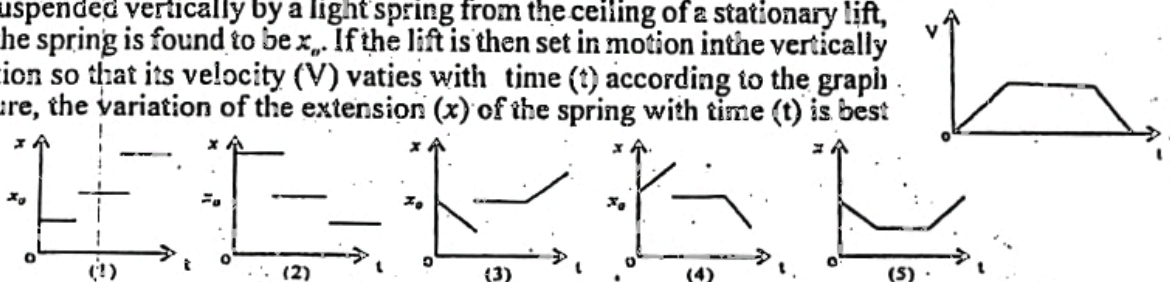 uspended vertically by a light spring from the ceiling of a stationary lift,
he spring is found to be x₀. If the lift is then set in motion inthe vertically
tion so that its velocity (V) vaties with time (t) according to the graph
ure, the variation of the extension (x) of the spring with time (t) is best
V
o
t
x x x x x
x₀ x₀ x₀ x₀
o o o o o
t t t t t
(1) (2) (3) (4) (5)